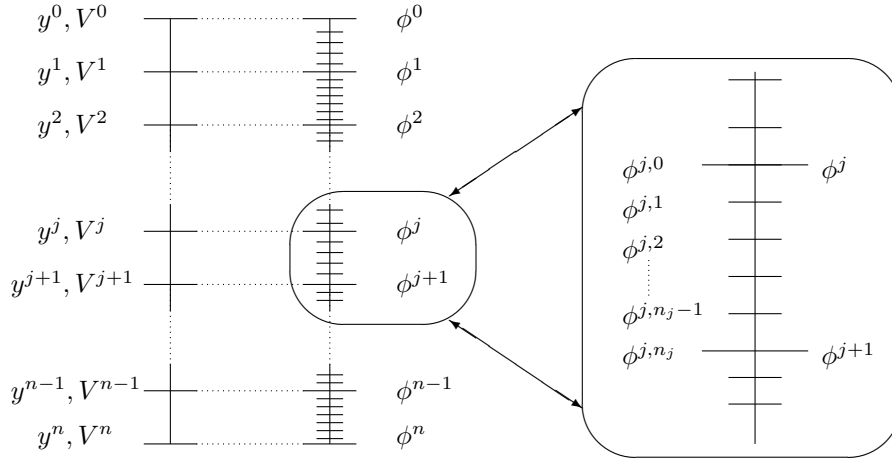 y^0, V^0 φ^0
y^1, V^1 φ^1
y^2, V^2 φ^2
y^j, V^j φ^j
y^{j+1}, V^{j+1} φ^{j+1}
y^{n−1}, V^{n−1} φ^{n−1}
y^n, V^n φ^n
φ^{j,0} φ^j
φ^{j,1}
φ^{j,2}
φ^{j,n_j−1}
φ^{j,n_j} φ^{j+1}